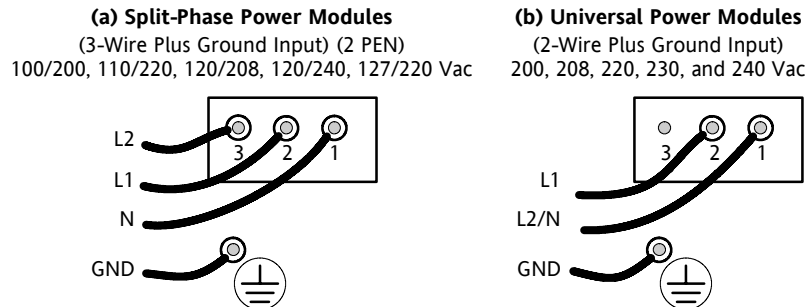 (a) Split-Phase Power Modules
(3-Wire Plus Ground Input) (2 PEN)
100/200, 110/220, 120/208, 120/240, 127/220 Vac
L2
3 2 1
L1
N
GND
(b) Universal Power Modules
(2-Wire Plus Ground Input)
200, 208, 220, 230, and 240 Vac
3 2 1
L1
L2/N
GND